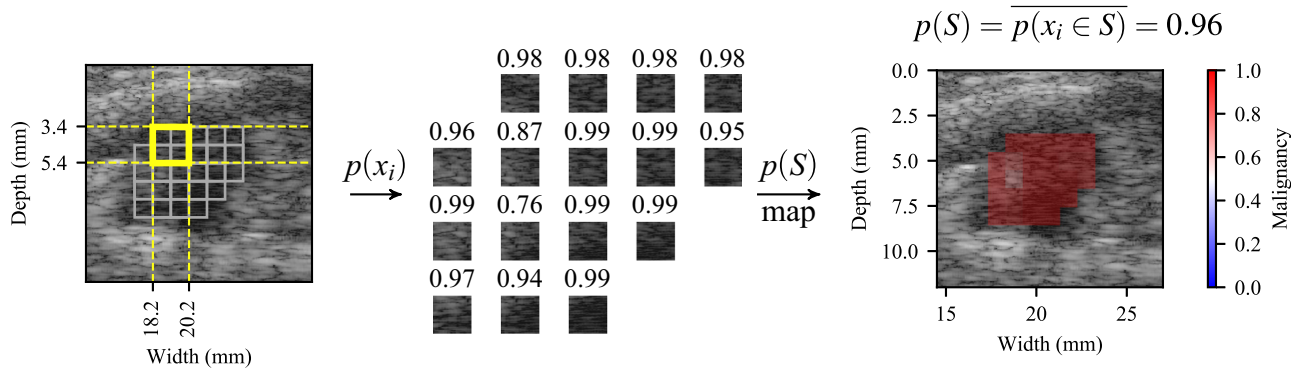 p(S) = p(x_i ∈ S) = 0.96
Depth (mm)
3.4
5.4
18.2
20.2
Width (mm)
p(x_i)
0.98 0.98 0.98 0.98
0.96 0.87 0.99 0.99 0.95
0.99 0.76 0.99 0.99
0.97 0.94 0.99
p(S)
map
Depth (mm)
0.0
2.5
5.0
7.5
10.0
15 20 25
Width (mm)
1.0
0.8
0.6
0.4
0.2
0.0
Malignancy